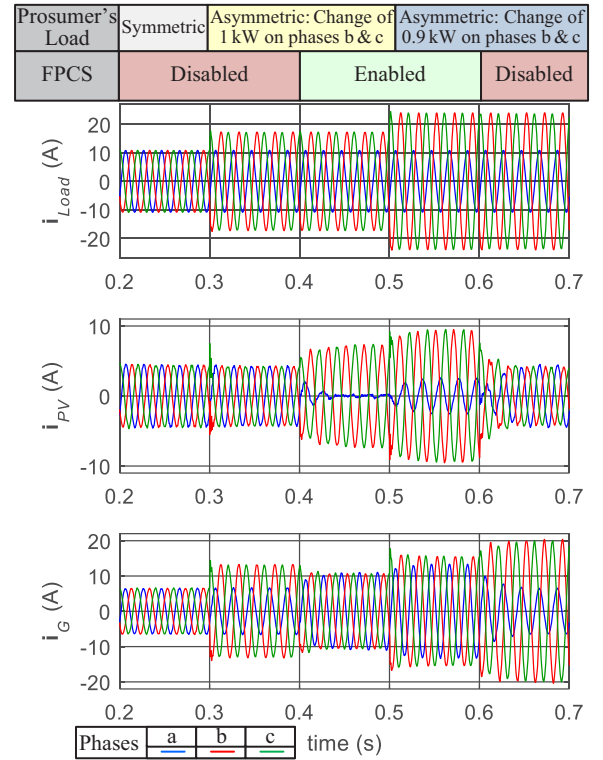 Prosumer's
Load
Symmetric
Asymmetric: Change of
1 kW on phases b & c
Asymmetric: Change of
0.9 kW on phases b & c
FPCS
Disabled
Enabled
Disabled
i_Load (A)
20
10
0
-10
-20
0.2 0.3 0.4 0.5 0.6 0.7
i_PV (A)
10
0
-10
0.2 0.3 0.4 0.5 0.6 0.7
i_G (A)
20
10
0
-10
-20
0.2 0.3 0.4 0.5 0.6 0.7
Phases a b c
time (s)